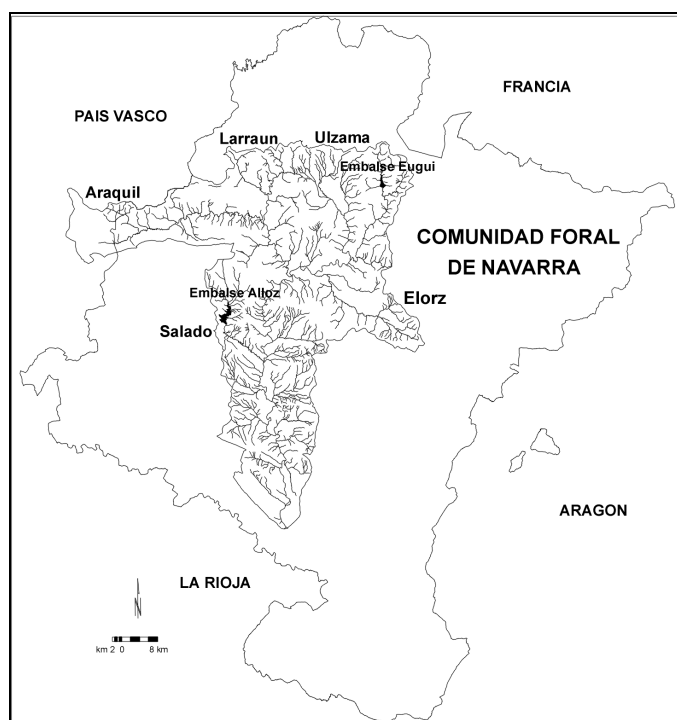 FRANCIA
PAIS VASCO
Larraun
Ulzama
Embalse Eugui
Araquil
COMUNIDAD FORAL
DE NAVARRA
Embalse Alloz
Elorz
Salado
ARAGON
LA RIOJA
N
km 2 0 8 km